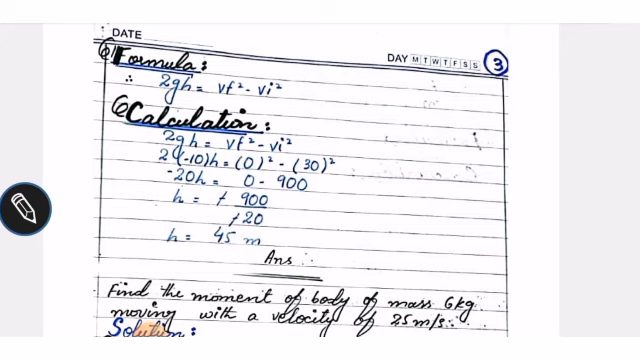 DATE
DAY M T W T F S S 3
Formula:
∴ 2gh = vf² - vi²
Calculation:
2gh = vf² - vi²
2(-10)h = (0)² - (30)²
-20h = 0 - 900
h = - 900
- 20
h = 45 m
Ans ∴
Find the moment of body of mass 6kg
moving with a velocity of 25 m/s∴
Solution: